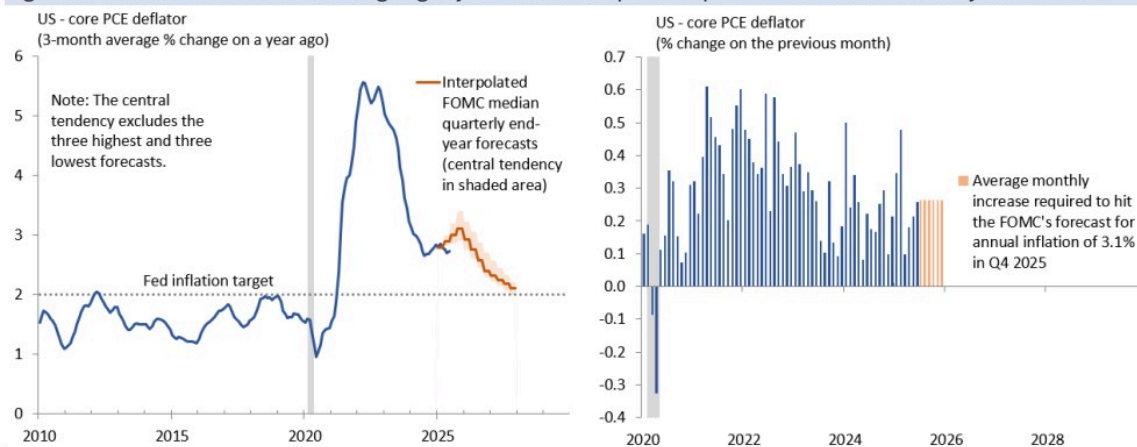 US - core PCE deflator
(3-month average % change on a year ago)
6
5
4
3
2
1
0
Note: The central
tendency excludes the
three highest and three
lowest forecasts.
Interpolated
FOMC median
quarterly end-
year forecasts
(central tendency
in shaded area)
Fed inflation target
2010
2015
2020
2025
US - core PCE deflator
(% change on the previous month)
0.7
0.6
0.5
0.4
0.3
0.2
0.1
0.0
-0.1
-0.2
-0.3
-0.4
Average monthly
increase required to hit
the FOMC's forecast for
annual inflation of 3.1%
in Q4 2025
2020
2022
2024
2026
2028